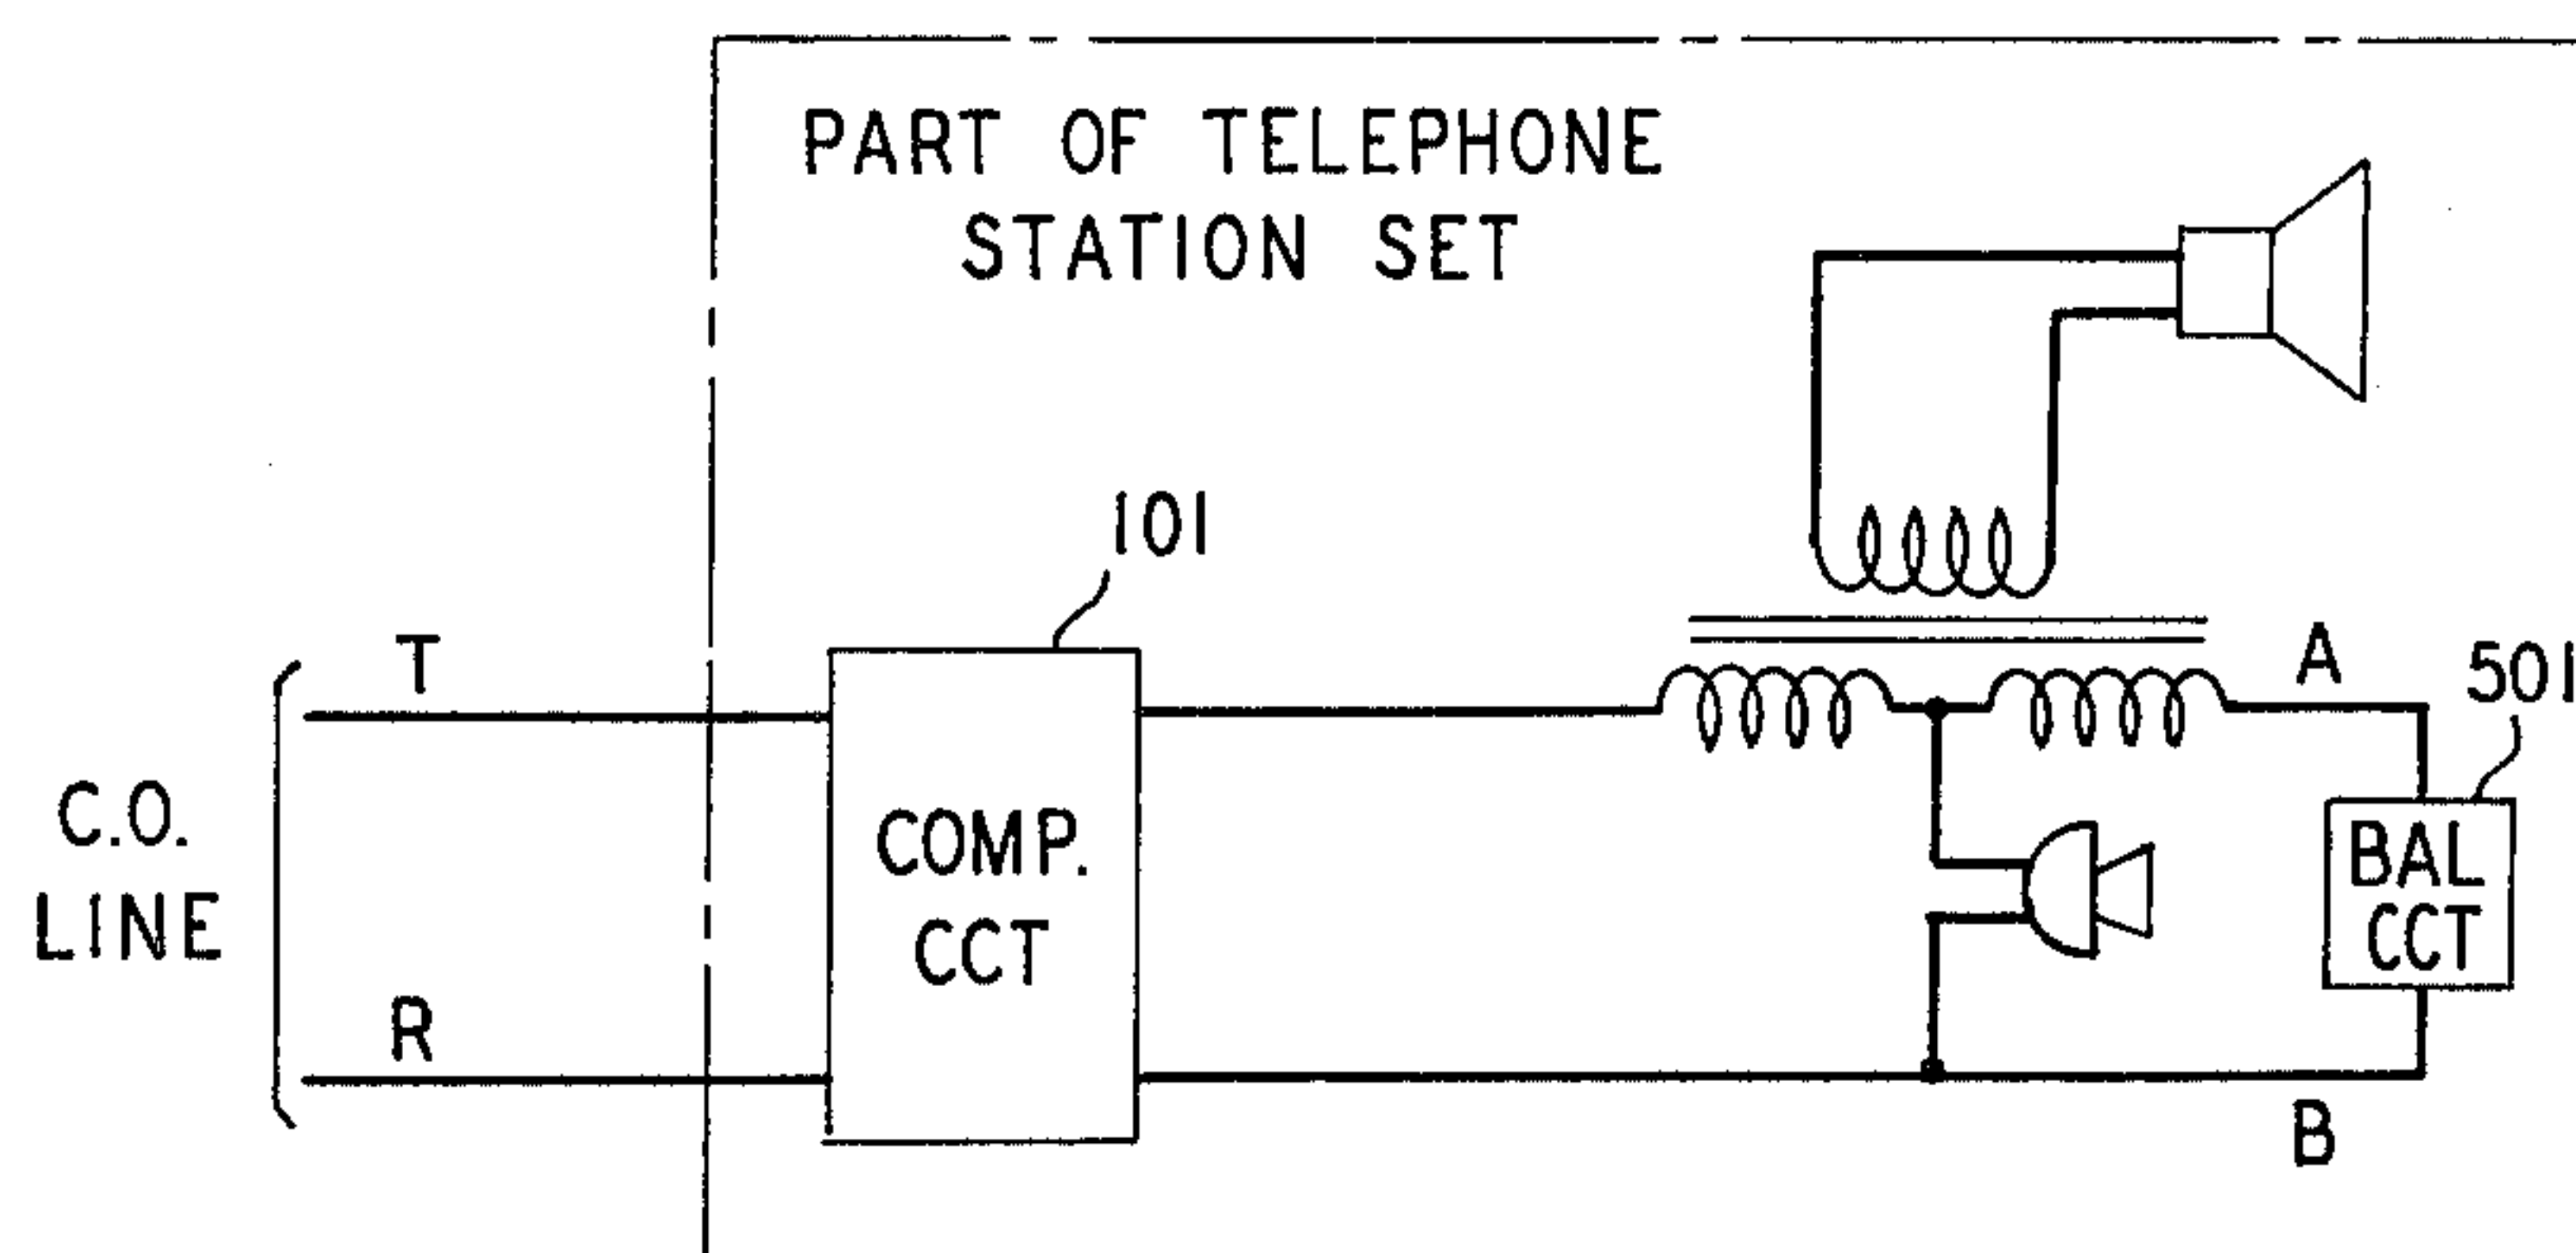 PART OF TELEPHONE
STATION SET
101
T
A
501
C.O.
LINE
COMP.
CCT
BAL
CCT
R
B